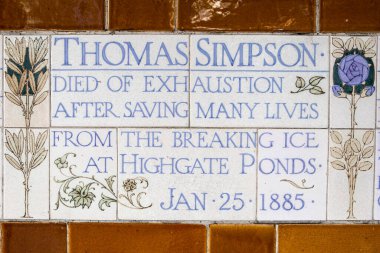 THOMAS SIMPSON·
DIED OF EXHAUSTION
AFTER SAVING MANY LIVES
FROM THE BREAKING ICE
AT HIGHGATE PONDS·
JAN·25·1885·